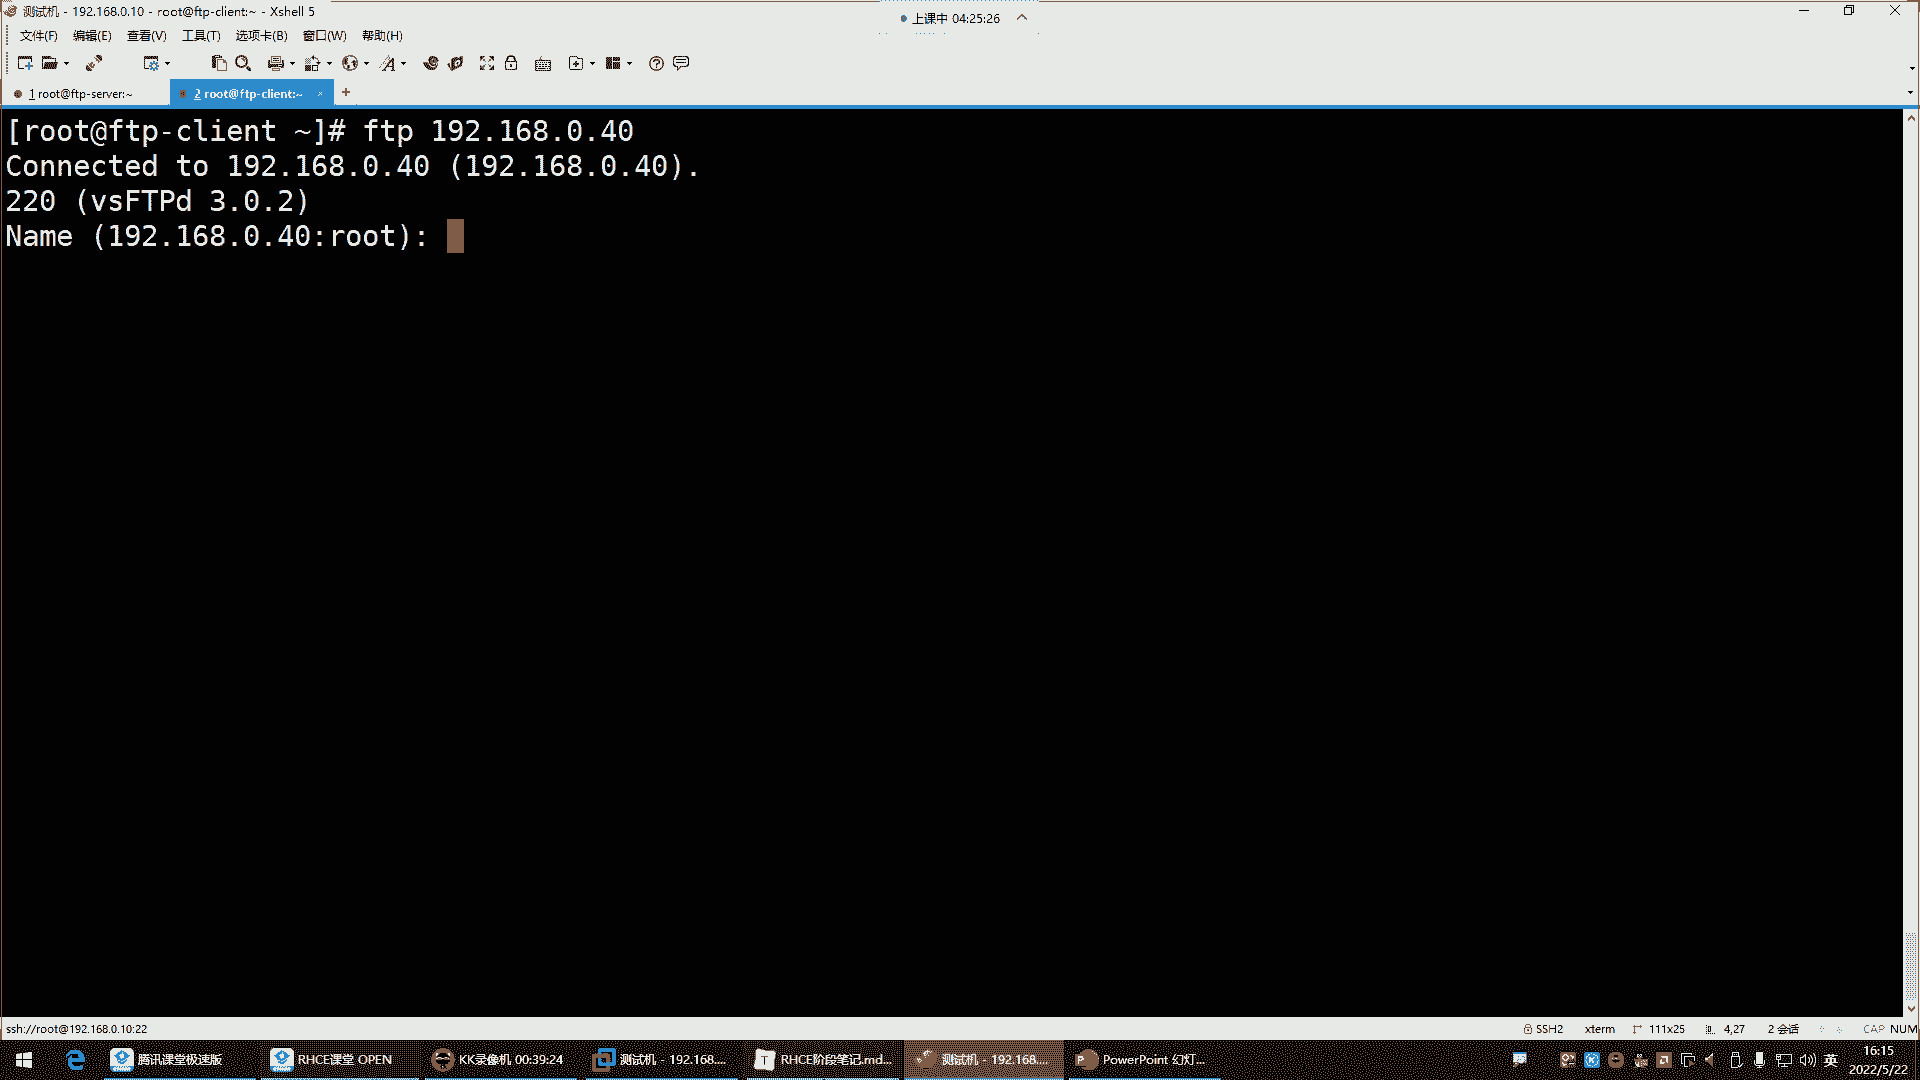 测试机 - 192.168.0.10 - root@ftp-client:~ - Xshell 5
上课中 04:25:26
文件(F) 编辑(E) 查看(V) 工具(T) 选项卡(B) 窗口(W) 帮助(H)
1 root@ftp-server:~ 2 root@ftp-client:~ × +
[root@ftp-client ~]# ftp 192.168.0.40
Connected to 192.168.0.40 (192.168.0.40).
220 (vsFTPd 3.0.2)
Name (192.168.0.40:root):
ssh://root@192.168.0.10:22 SSH2 xterm 111x25 4,27 2 会话 CAP NUM
腾讯课堂极速版 RHCE课堂 OPEN KK录像机 00:39:24 测试机 - 192.168.... RHCE阶段笔记.md... 测试机 - 192.168.... PowerPoint 幻灯... 英 16:15
2022/5/22